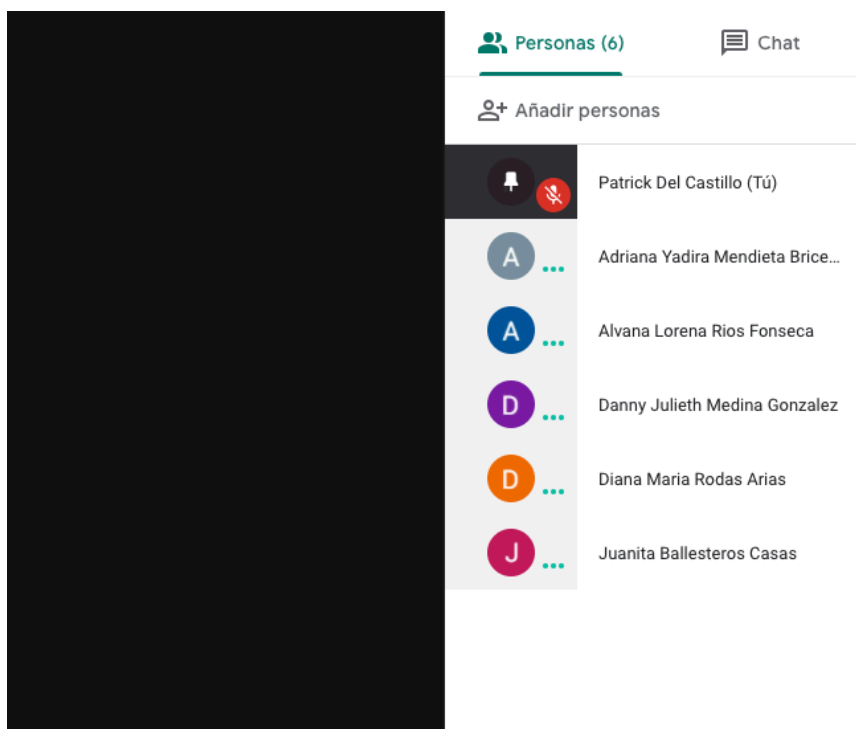 Personas (6) Chat
Añadir personas
Patrick Del Castillo (Tú)
A Adriana Yadira Mendieta Brice...
A Alvana Lorena Rios Fonseca
D Danny Julieth Medina Gonzalez
D Diana Maria Rodas Arias
J Juanita Ballesteros Casas